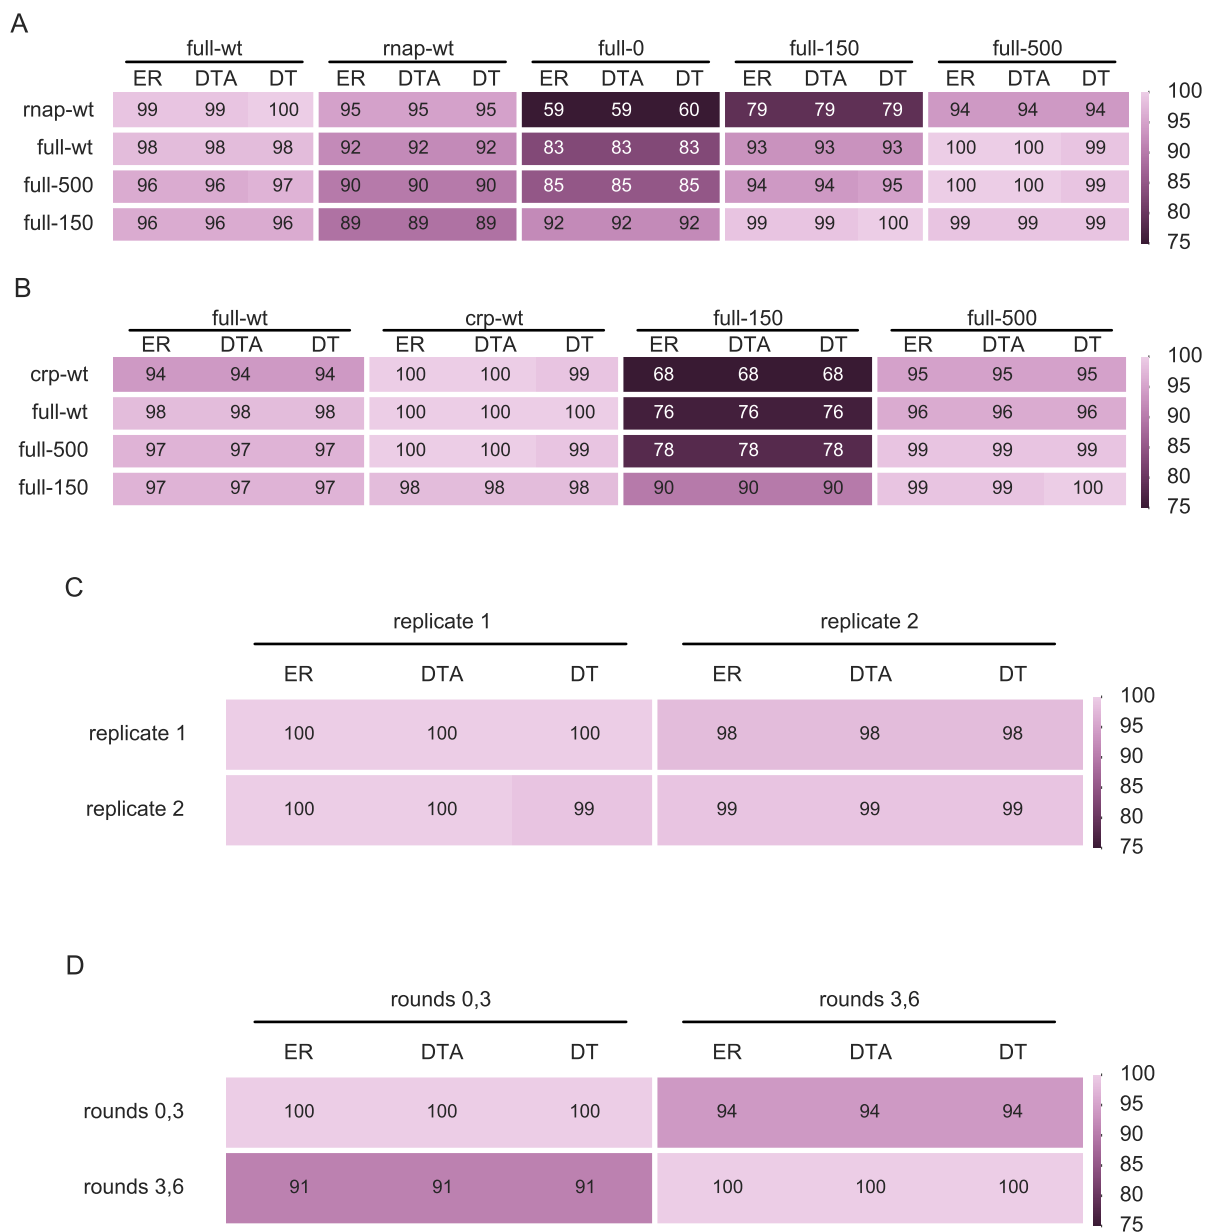 A
full-wt rnap-wt full-0 full-150 full-500
ER DTA DT ER DTA DT ER DTA DT ER DTA DT ER DTA DT
rnap-wt 99 99 100 95 95 95 59 59 60 79 79 79 94 94 94
full-wt 98 98 98 92 92 92 83 83 83 93 93 93 100 100 99
full-500 96 96 97 90 90 90 85 85 85 94 94 95 100 100 99
full-150 96 96 96 89 89 89 92 92 92 99 99 100 99 99 99
100
95
90
85
80
75
B
full-wt crp-wt full-150 full-500
ER DTA DT ER DTA DT ER DTA DT ER DTA DT
crp-wt 94 94 94 100 100 99 68 68 68 95 95 95
full-wt 98 98 98 100 100 100 76 76 76 96 96 96
full-500 97 97 97 100 100 99 78 78 78 99 99 99
full-150 97 97 97 98 98 98 90 90 90 99 99 100
100
95
90
85
80
75
C
replicate 1 replicate 2
ER DTA DT ER DTA DT
replicate 1 100 100 100 98 98 98
replicate 2 100 100 99 99 99 99
100
95
90
85
80
75
D
rounds 0,3 rounds 3,6
ER DTA DT ER DTA DT
rounds 0,3 100 100 100 94 94 94
rounds 3,6 91 91 91 100 100 100
100
95
90
85
80
75